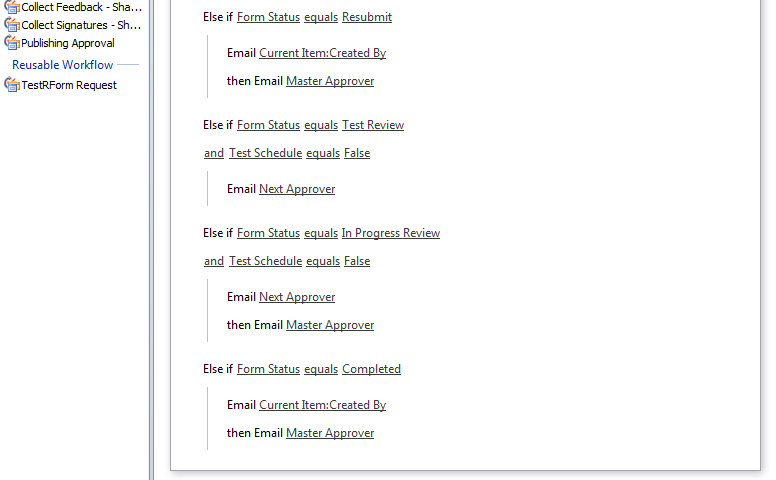 Collect Feedback - Sha...
Collect Signatures - Sh...
Publishing Approval
Reusable Workflow
TestRForm Request
Else if Form Status equals Resubmit
Email Current Item:Created By
then Email Master Approver
Else if Form Status equals Test Review
and Test Schedule equals False
Email Next Approver
Else if Form Status equals In Progress Review
and Test Schedule equals False
Email Next Approver
then Email Master Approver
Else if Form Status equals Completed
Email Current Item:Created By
then Email Master Approver